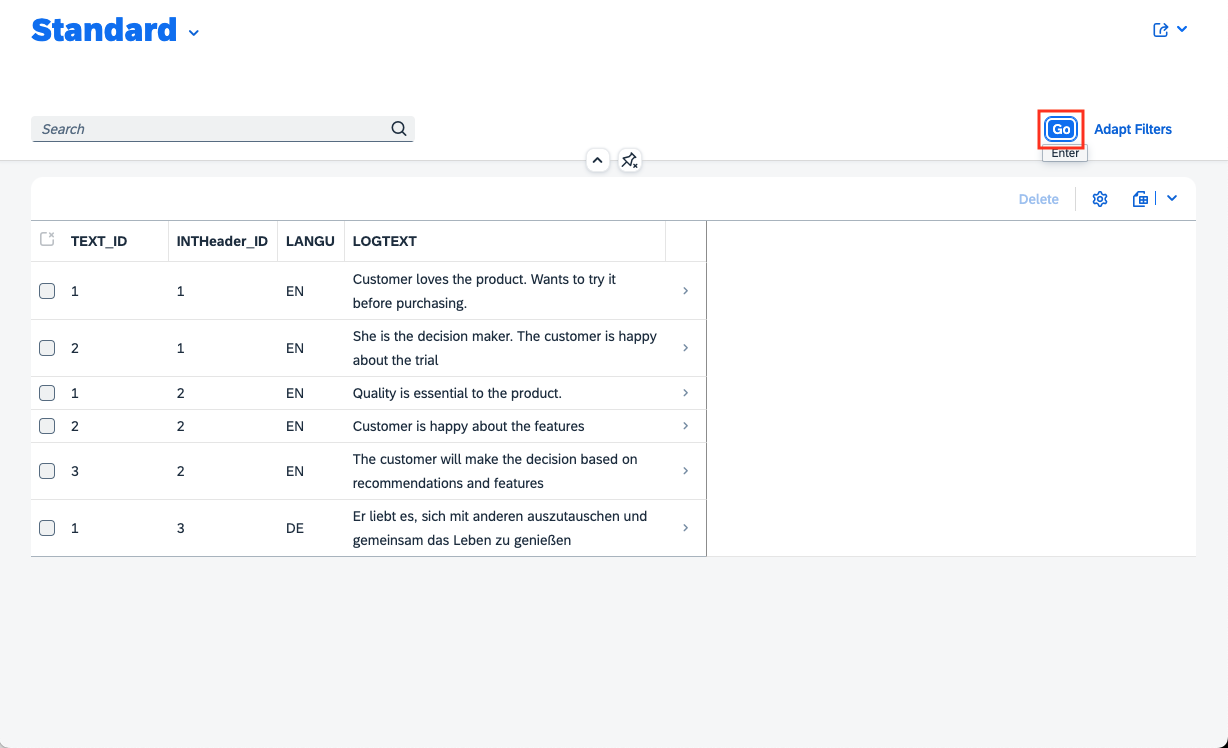 Standard
Search
Go Adapt Filters
Enter
Delete
TEXT_ID INTHeader_ID LANGU LOGTEXT
1 1 EN Customer loves the product. Wants to try it
before purchasing.
2 1 EN She is the decision maker. The customer is happy
about the trial
1 2 EN Quality is essential to the product.
2 2 EN Customer is happy about the features
3 2 EN The customer will make the decision based on
recommendations and features
1 3 DE Er liebt es, sich mit anderen auszutauschen und
gemeinsam das Leben zu genießen